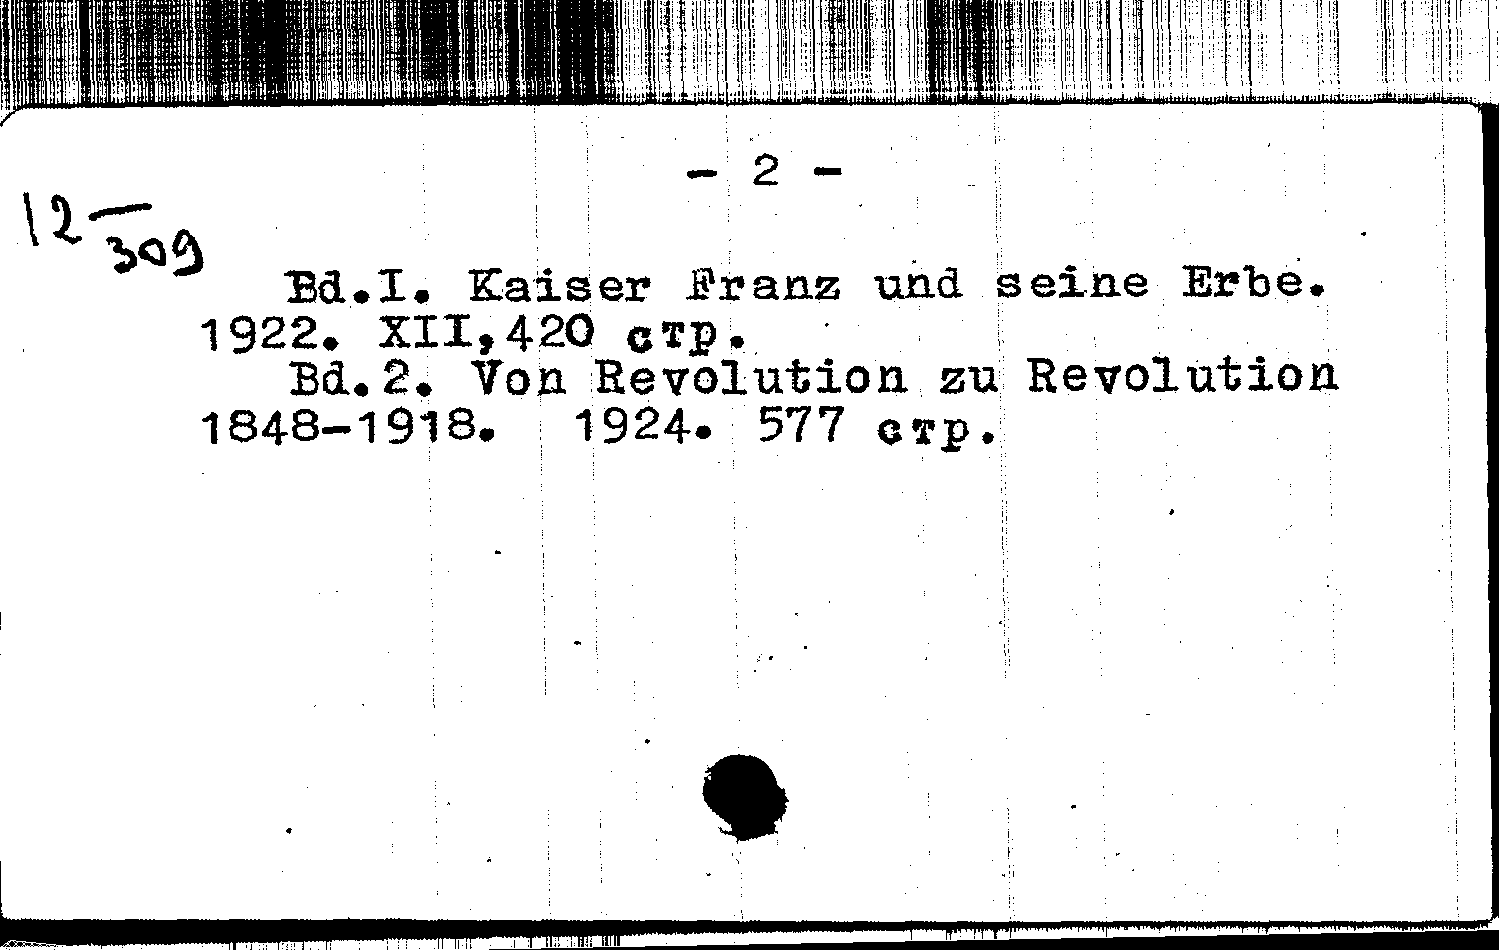 - 2 -
12—
309
Bd.I. Kaiser Franz und seine Erbe.
1922. XII,420 стр.
Bd.2. Von Revolution zu Revolution
1848-1918. 1924. 577 стр.